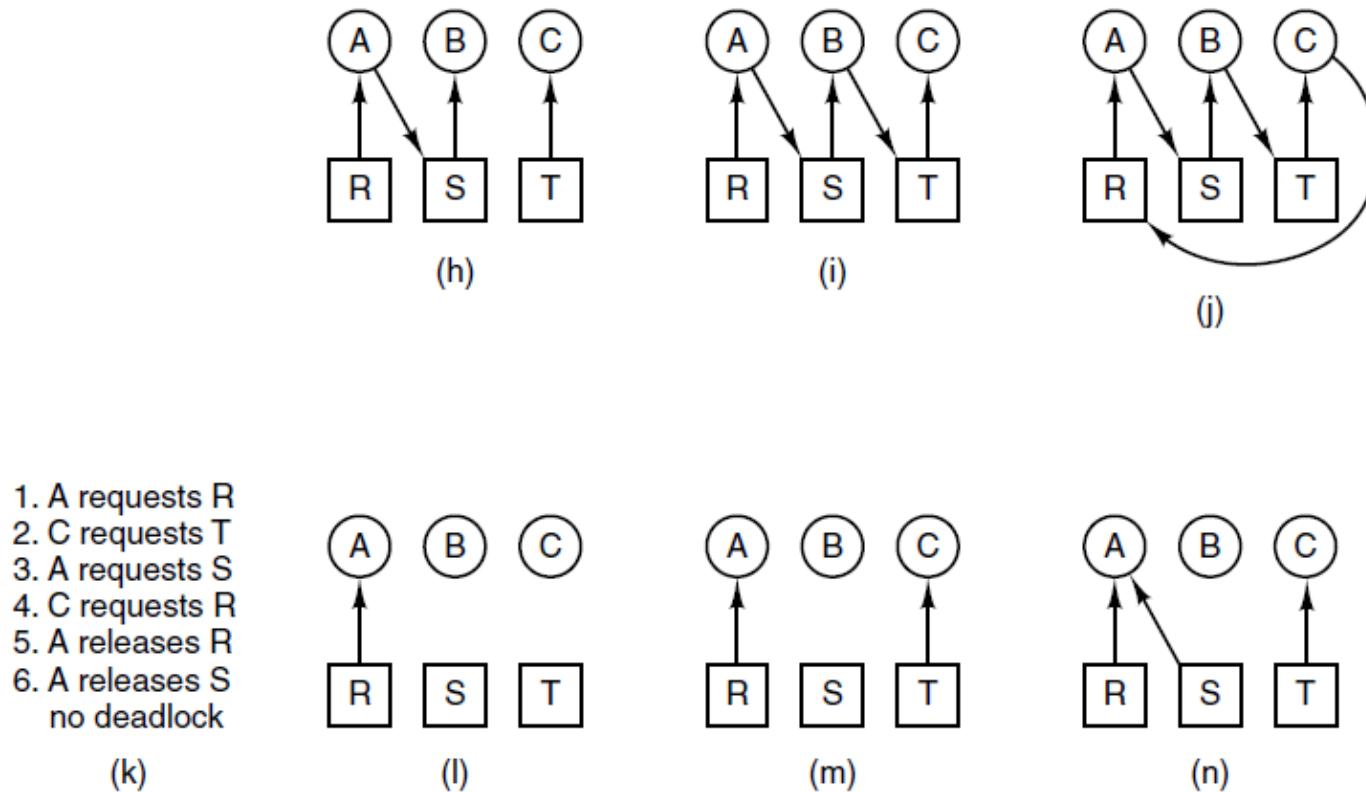 A B C
R S T
(h)
A B C
R S T
(i)
A B C
R S T
(j)
1. A requests R
2. C requests T
3. A requests S
4. C requests R
5. A releases R
6. A releases S
no deadlock
(k)
A B C
R S T
(l)
A B C
R S T
(m)
A B C
R S T
(n)